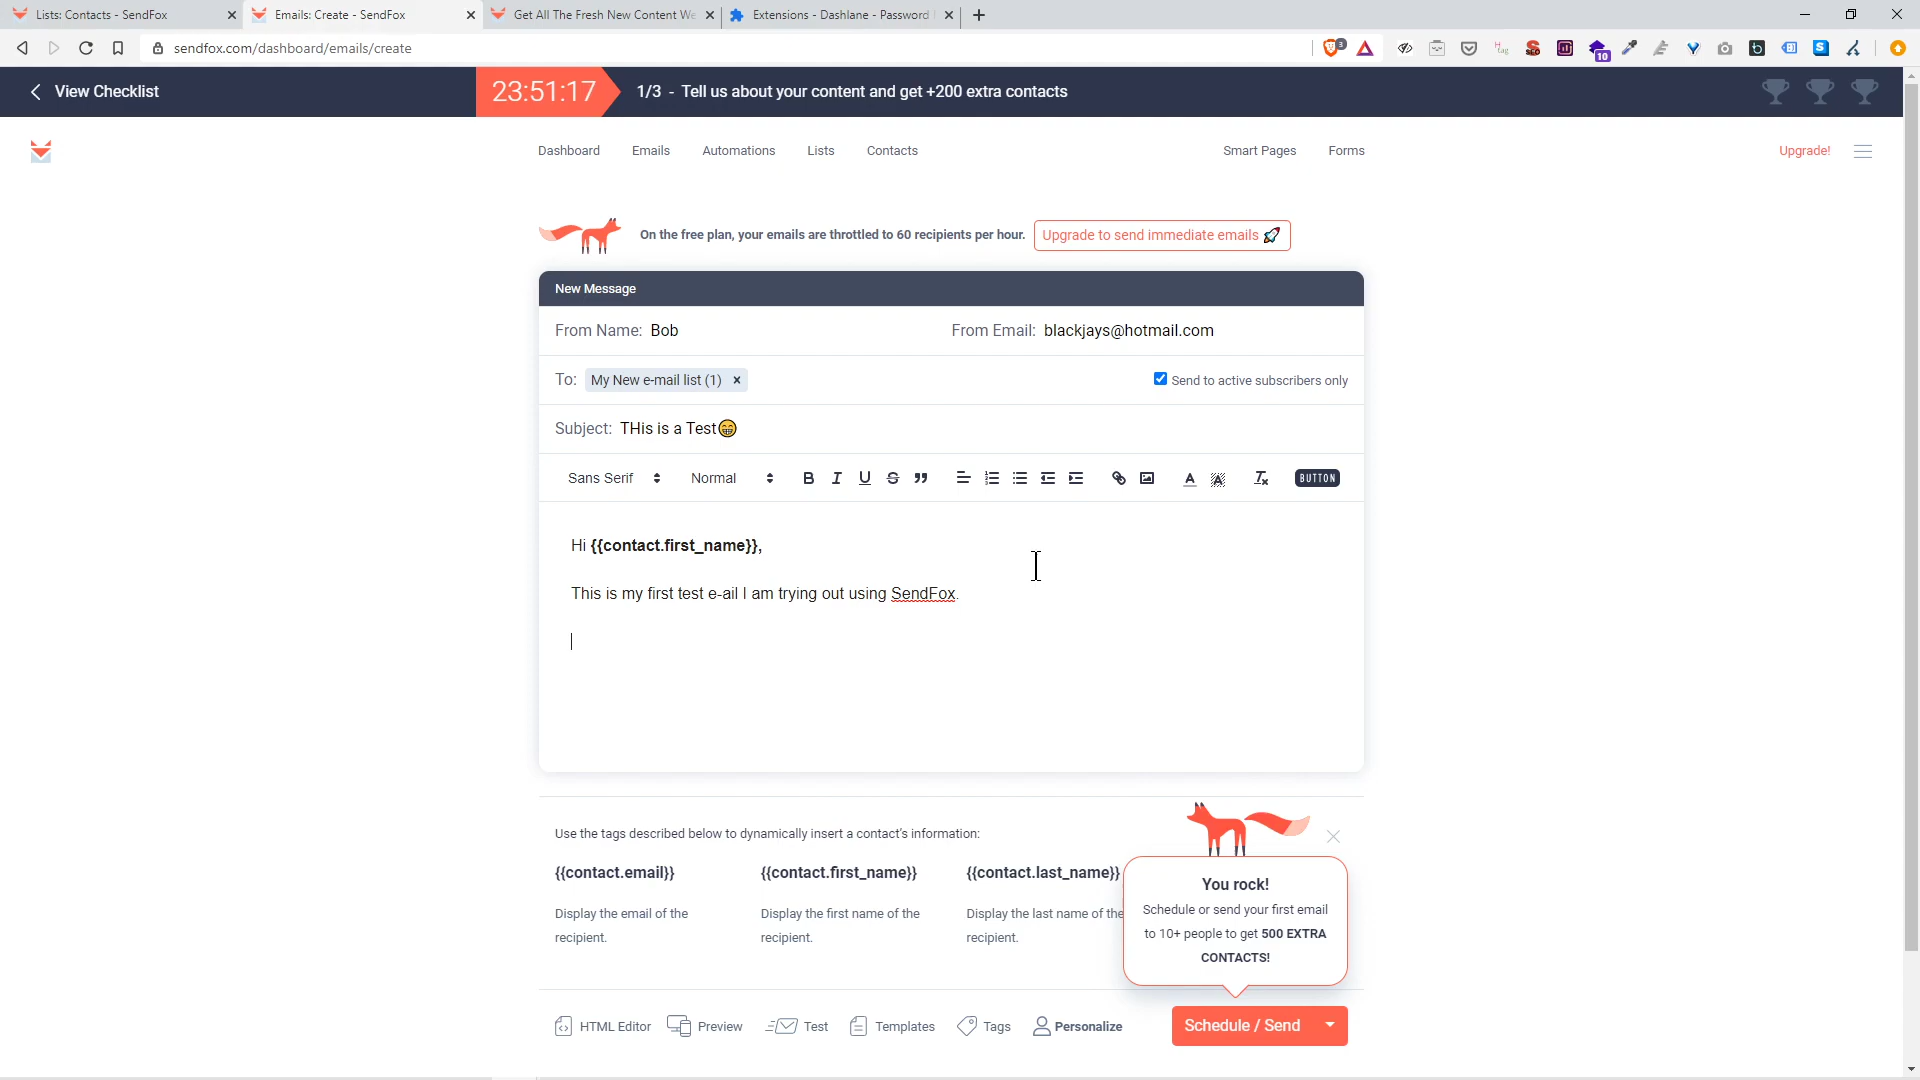 Lists: Contacts - SendFox
Emails: Create - SendFox
Get All The Fresh New Content We
Extensions - Dashlane - Password
sendfox.com/dashboard/emails/create
3
10
View Checklist
23:51:17
1/3 - Tell us about your content and get +200 extra contacts
Dashboard Emails Automations Lists Contacts Smart Pages Forms Upgrade!
On the free plan, your emails are throttled to 60 recipients per hour. Upgrade to send immediate emails 🚀
New Message
From Name: Bob From Email: blackjays@hotmail.com
To: My New e-mail list (1) × Send to active subscribers only
Subject: THis is a Test😁
Sans Serif Normal B I U S A BUTTON
Hi {{contact.first_name}},
This is my first test e-ail I am trying out using SendFox.
Use the tags described below to dynamically insert a contact's information:
{{contact.email}} {{contact.first_name}} {{contact.last_name}}
Display the email of the recipient.
Display the first name of the recipient.
Display the last name of the recipient.
You rock!
Schedule or send your first email
to 10+ people to get 500 EXTRA
CONTACTS!
HTML Editor Preview Test Templates Tags Personalize Schedule / Send